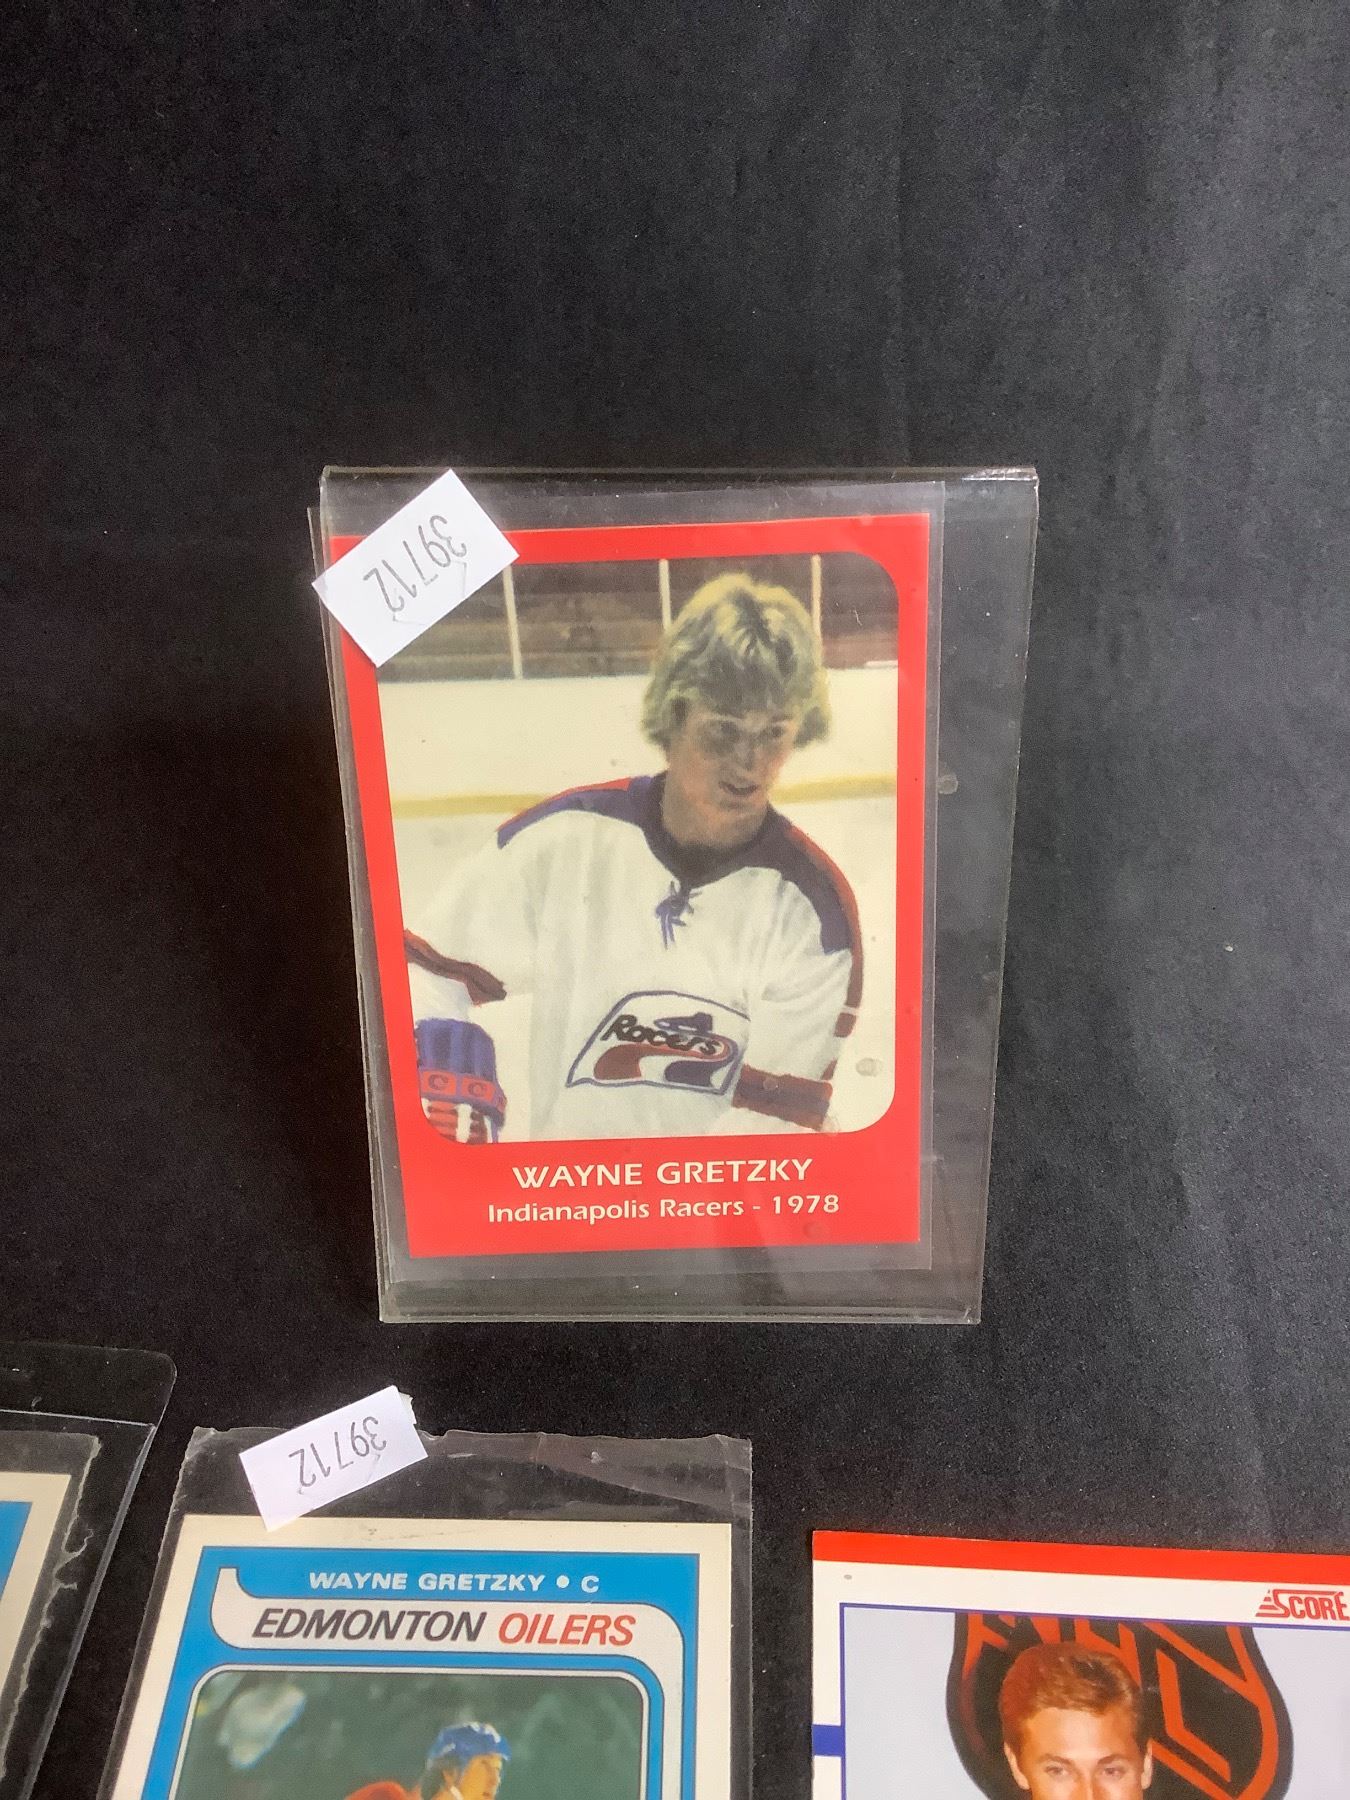 39712
Racers
WAYNE GRETZKY
Indianapolis Racers - 1978
39712
WAYNE GRETZKY • C
EDMONTON OILERS
SCORE